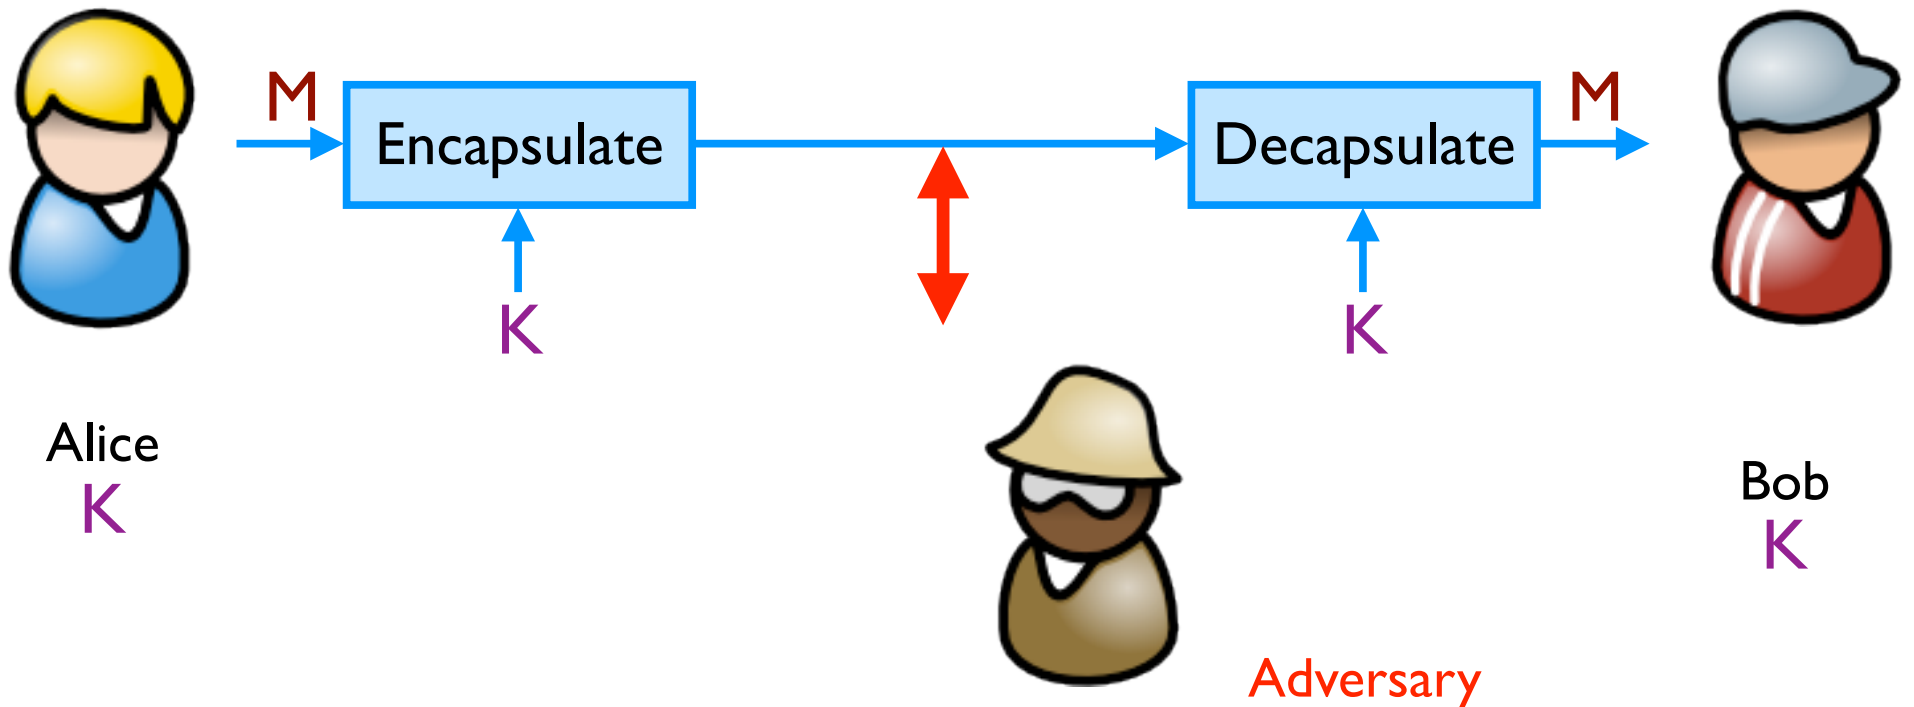 M
Encapsulate
Decapsulate
M
K
K
Alice
K
Bob
K
Adversary